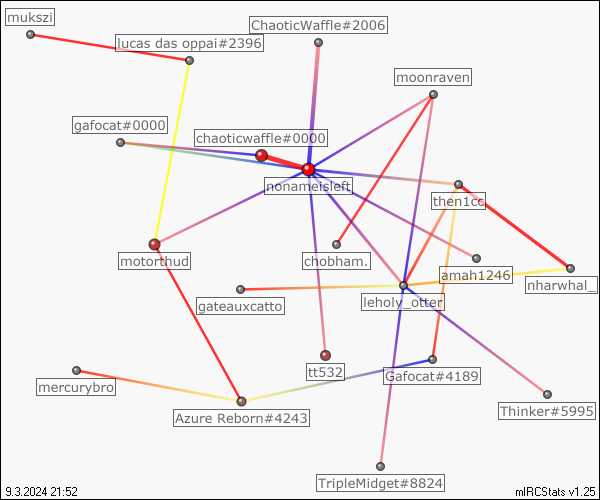 mukszi
ChaoticWaffle#2006
lucas das oppai#2396
moonraven
gafocat#0000
chaoticwaffle#0000
nonameisleft.
then1cc
motorthud
chobham.
amah1246
nharwhal_
gateauxcatto
leholy_otter
tt532
Gafocat#4189
mercurybro
Azure Reborn#4243
Thinker#5995
TripleMidget#8824
9.3.2024 21:52
mIRCStats v1.25